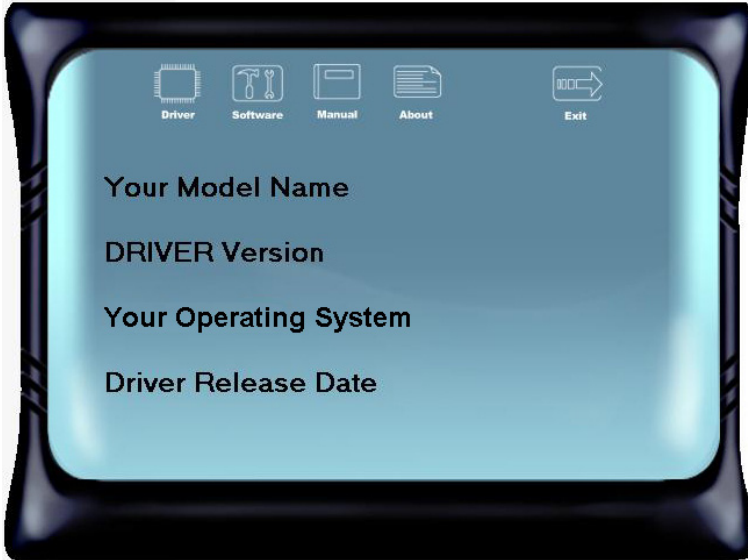 Driver Software Manual About Exit
Your Model Name
DRIVER Version
Your Operating System
Driver Release Date